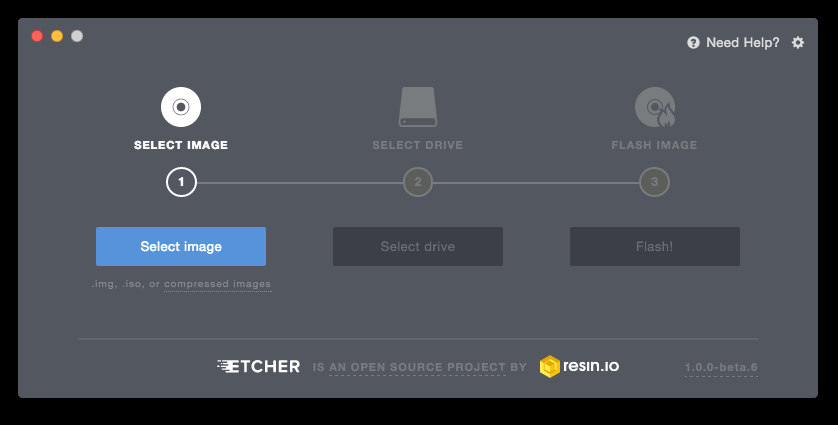 Need Help?
SELECT IMAGE
SELECT DRIVE
FLASH IMAGE
1
2
3
Select image
Select drive
Flash!
.img, .iso, or compressed images
ETCHER IS AN OPEN SOURCE PROJECT BY resin.io
1.0.0-beta.6